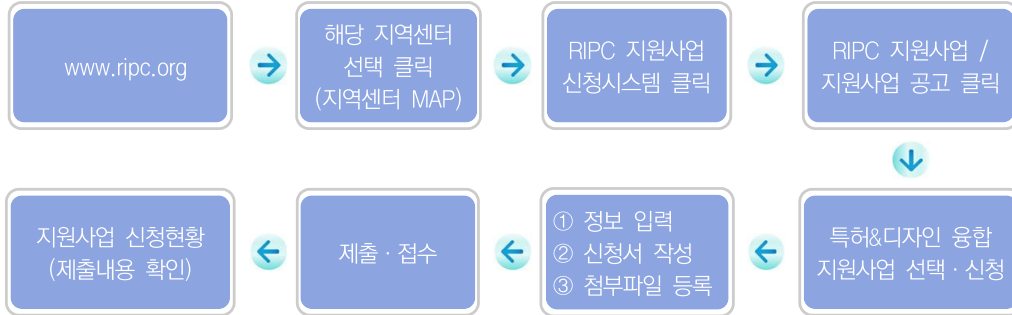 www.ripc.org
해당 지역센터
선택 클릭
(지역센터 MAP)
RIPC 지원사업
신청시스템 클릭
RIPC 지원사업 /
지원사업 공고 클릭
특허&디자인 융합
지원사업 선택 · 신청
① 정보 입력
② 신청서 작성
③ 첨부파일 등록
제출 · 접수
지원사업 신청현황
(제출내용 확인)